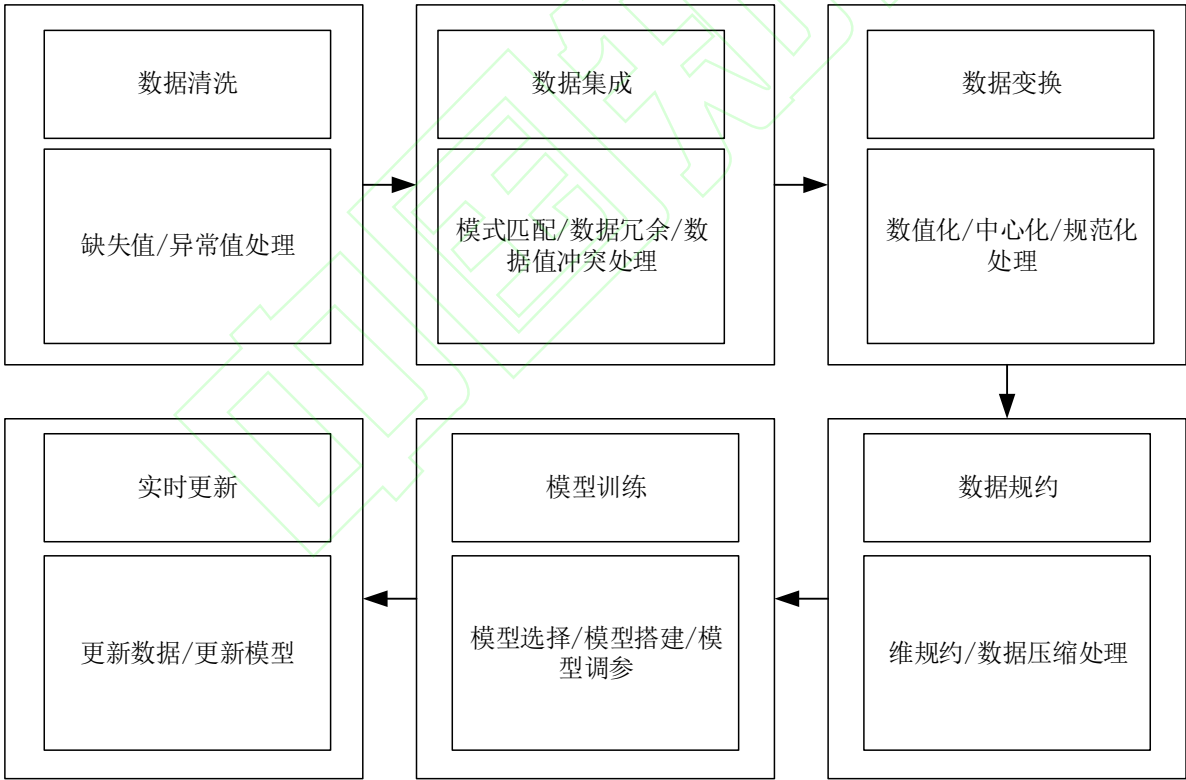 数据清洗
缺失值/异常值处理
数据集成
模式匹配/数据冗余/数
据值冲突处理
数据变换
数值化/中心化/规范化
处理
数据规约
维规约/数据压缩处理
模型训练
模型选择/模型搭建/模
型调参
实时更新
更新数据/更新模型